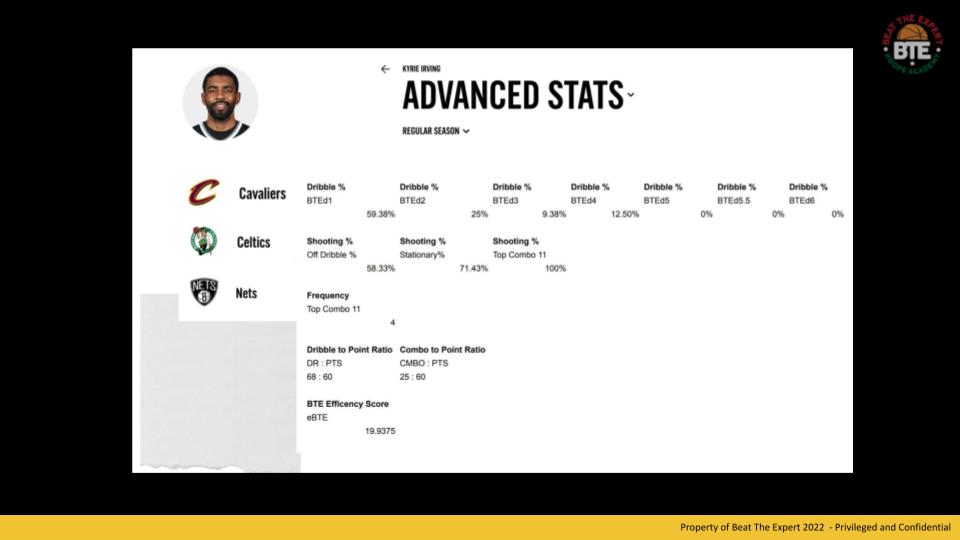 BEAT THE EXPERT
BTE
HOOPS ACADEMY
← KYRIE IRVING
ADVANCED STATS
REGULAR SEASON
Cavaliers
Dribble % Dribble % Dribble % Dribble % Dribble % Dribble % Dribble %
BTEd1 BTEd2 BTEd3 BTEd4 BTEd5 BTEd5.5 BTEd6
59.38% 25% 9.38% 12.50% 0% 0% 0%
Celtics
Shooting % Shooting % Shooting %
Off Dribble % Stationary% Top Combo 11
58.33% 71.43% 100%
NETS
B
Nets
Frequency
Top Combo 11
4
Dribble to Point Ratio Combo to Point Ratio
DR : PTS CMBO : PTS
68 : 60 25 : 60
BTE Efficency Score
eBTE
19.9375
Property of Beat The Expert 2022 - Privileged and Confidential